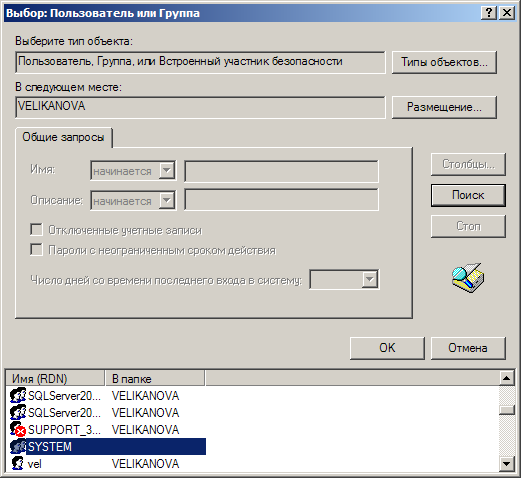 Выбор: Пользователь или Группа
Выберите тип объекта:
Пользователь, Группа, или Встроенный участник безопасности
Типы объектов...
В следующем месте:
VELIKANOVA
Размещение...
Общие запросы
Имя:
начинается
Описание:
начинается
Отключенные учетные записи
Пароли с неограниченным сроком действия
Число дней со времени последнего входа в систему:
Столбцы...
Поиск
Стоп
OK
Отмена
Имя (RDN) В папке
SQLServer20... VELIKANOVA
SQLServer20... VELIKANOVA
SUPPORT_3... VELIKANOVA
SYSTEM
vel VELIKANOVA